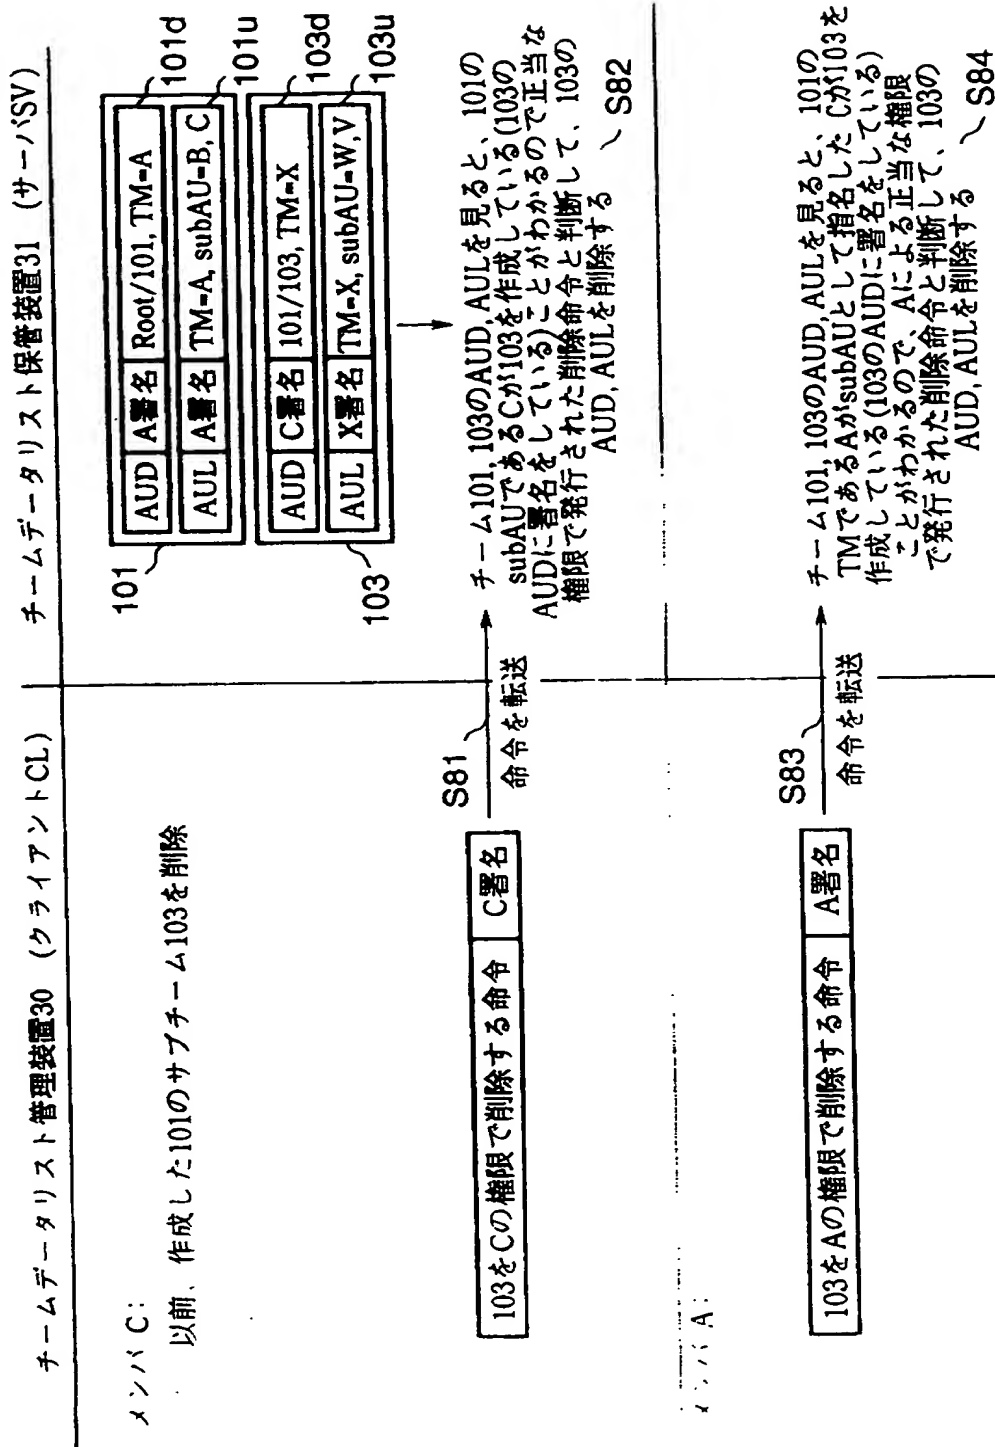 チームデータリスト管理装置30 (クライアントCL)
チームデータリスト保管装置31 (サーバSV)
メンバ C:
以前、作成した101のサブチーム103を削除
101
AUD A署名 Root/101, TM=A
101d
AUL A署名 TM=A, subAU=B, C
101u
103
AUD C署名 101/103, TM=X
103d
AUL X署名 TM=X, subAU=W, V
103u
103をCの権限で削除する命令 C署名
S81
命令を転送
チーム101, 103のAUD, AULを見ると、101の
subAUであるCが103を作成している (103の
AUDに署名をしている) ことがわかるので正当な
権限で発行された削除命令と判断して、103の
AUD, AULを削除する
S82
メンバ A:
103をAの権限で削除する命令 A署名
S83
命令を転送
チーム101, 103のAUD, AULを見ると、101の
TMであるAがsubAUとして指名した Cが103を
作成している (103のAUDに署名をしている)
ことがわかるので、Aによる正当な権限
で発行された削除命令と判断して、103の
AUD, AULを削除する
S84